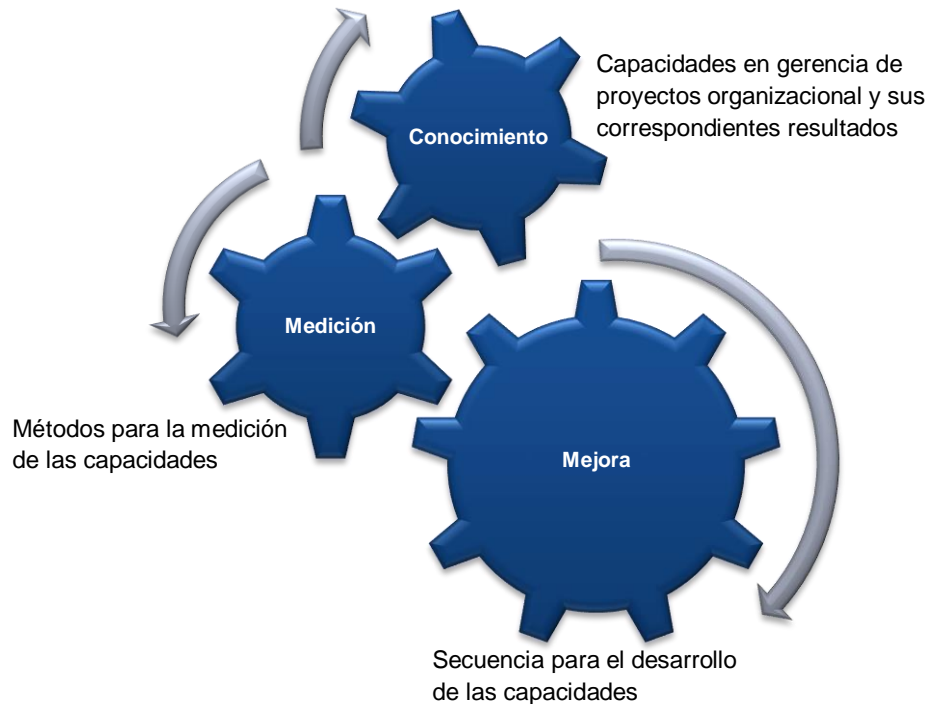 Conocimiento
Capacidades en gerencia de
proyectos organizacional y sus
correspondientes resultados
Medición
Métodos para la medición
de las capacidades
Mejora
Secuencia para el desarrollo
de las capacidades